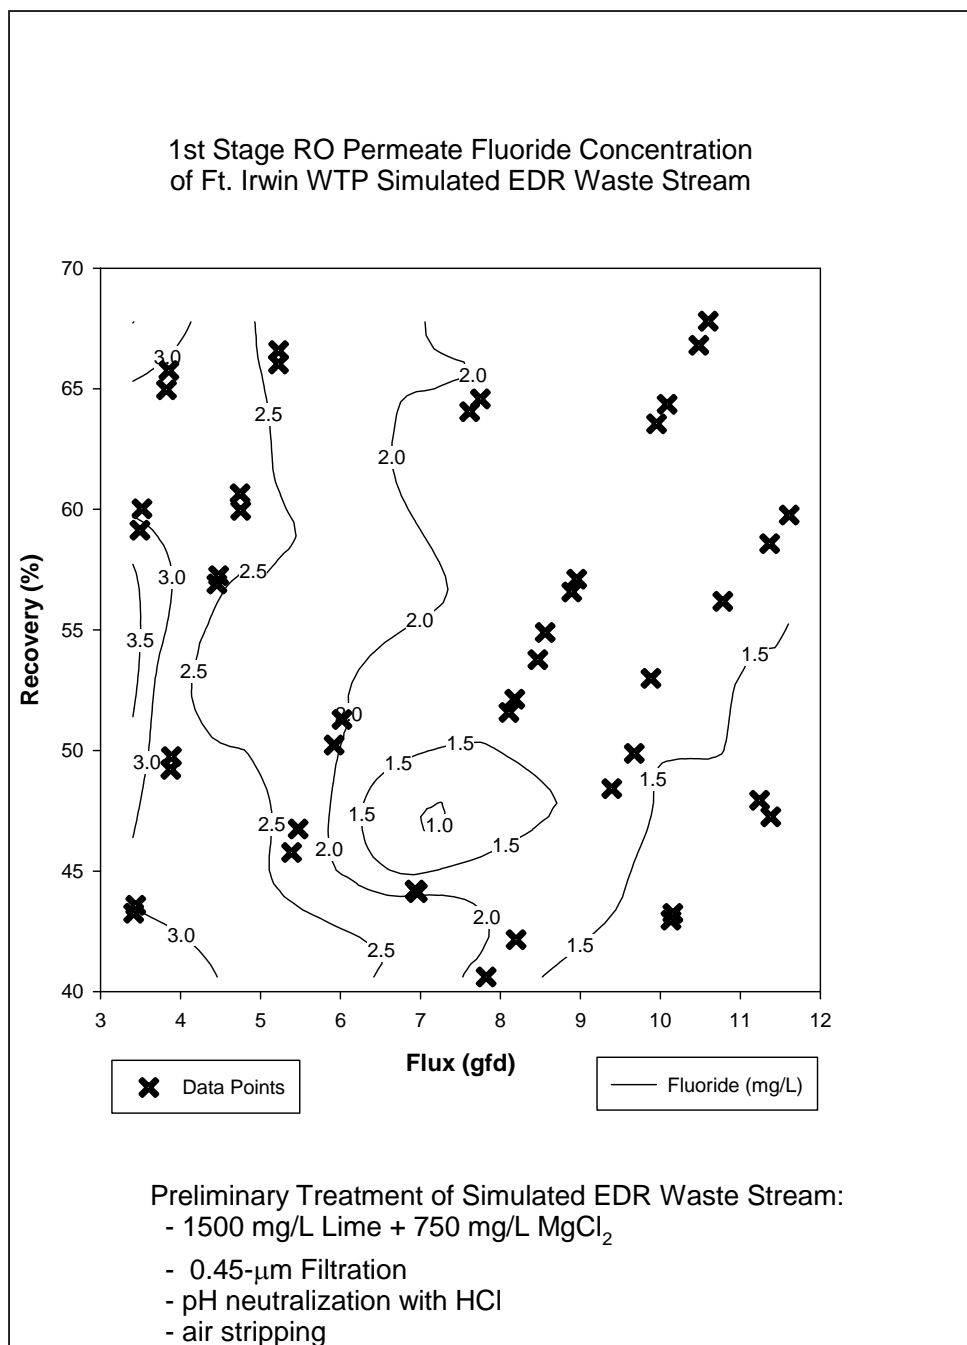 1st Stage RO Permeate Fluoride Concentration
of Ft. Irwin WTP Simulated EDR Waste Stream
70
65
60
55
50
45
40
Recovery (%)
3.0
2.5
2.0
2.0
3.0
2.5
2.0
3.5
2.5
1.5
2.0
3.0
1.5
1.5
1.5
1.5
2.5
1.0
2.0
1.5
3.0
2.5
2.0
1.5
3 4 5 6 7 8 9 10 11 12
Flux (gfd)
Data Points
Fluoride (mg/L)
Preliminary Treatment of Simulated EDR Waste Stream:
- 1500 mg/L Lime + 750 mg/L MgCl₂
- 0.45-μm Filtration
- pH neutralization with HCl
- air stripping